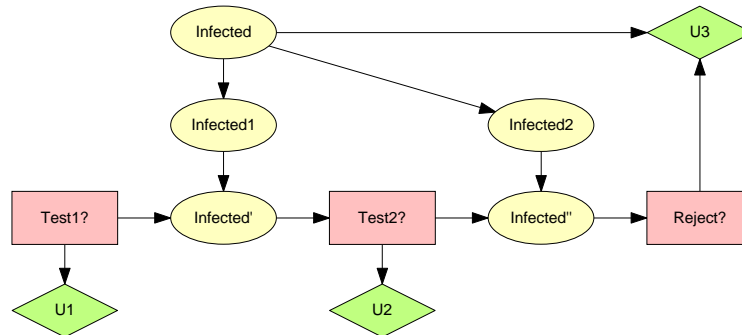 Infected
U3
Infected1
Infected2
Test1?
Infected'
Test2?
Infected"
Reject?
U1
U2